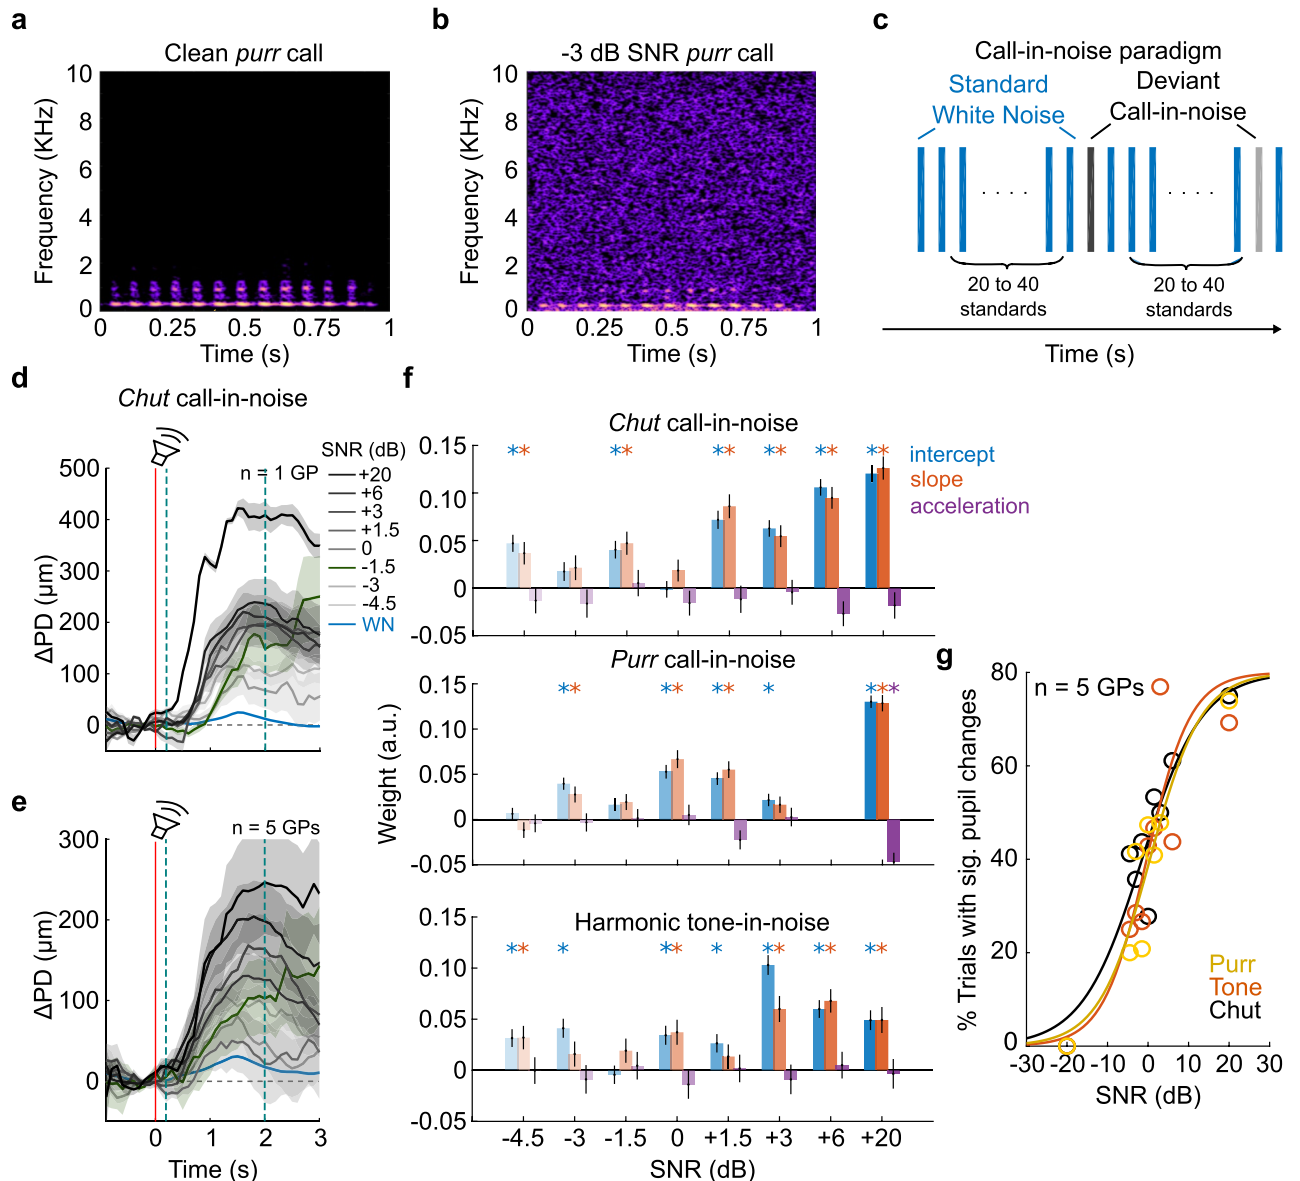 a
Clean purr call
Frequency (KHz)
10
8
6
4
2
0
0 0.25 0.5 0.75 1
Time (s)
b
-3 dB SNR purr call
Frequency (KHz)
10
8
6
4
2
0
0 0.25 0.5 0.75 1
Time (s)
c
Call-in-noise paradigm
Standard
White Noise
Deviant
Call-in-noise
. . . .
. . . .
20 to 40
standards
20 to 40
standards
Time (s)
d
Chut call-in-noise
ΔPD (μm)
500
400
300
200
100
0
n = 1 GP
SNR (dB)
+20
+6
+3
+1.5
0
-1.5
-3
-4.5
WN
e
n = 5 GPs
ΔPD (μm)
300
200
100
0
0 1 2 3
Time (s)
f
Chut call-in-noise
0.15
0.10
0.05
0
-0.05
* * * * * * * * * * * *
intercept
slope
acceleration
Purr call-in-noise
Weight (a.u.)
0.15
0.10
0.05
0
-0.05
* * * * * * * * * *
Harmonic tone-in-noise
0.15
0.10
0.05
0
-0.05
* * * * * * * * * * * *
-4.5 -3 -1.5 0 +1.5 +3 +6 +20
SNR (dB)
g
n = 5 GPs
% Trials with sig. pupil changes
80
60
40
20
0
Purr
Tone
Chut
-30 -20 -10 0 10 20 30
SNR (dB)